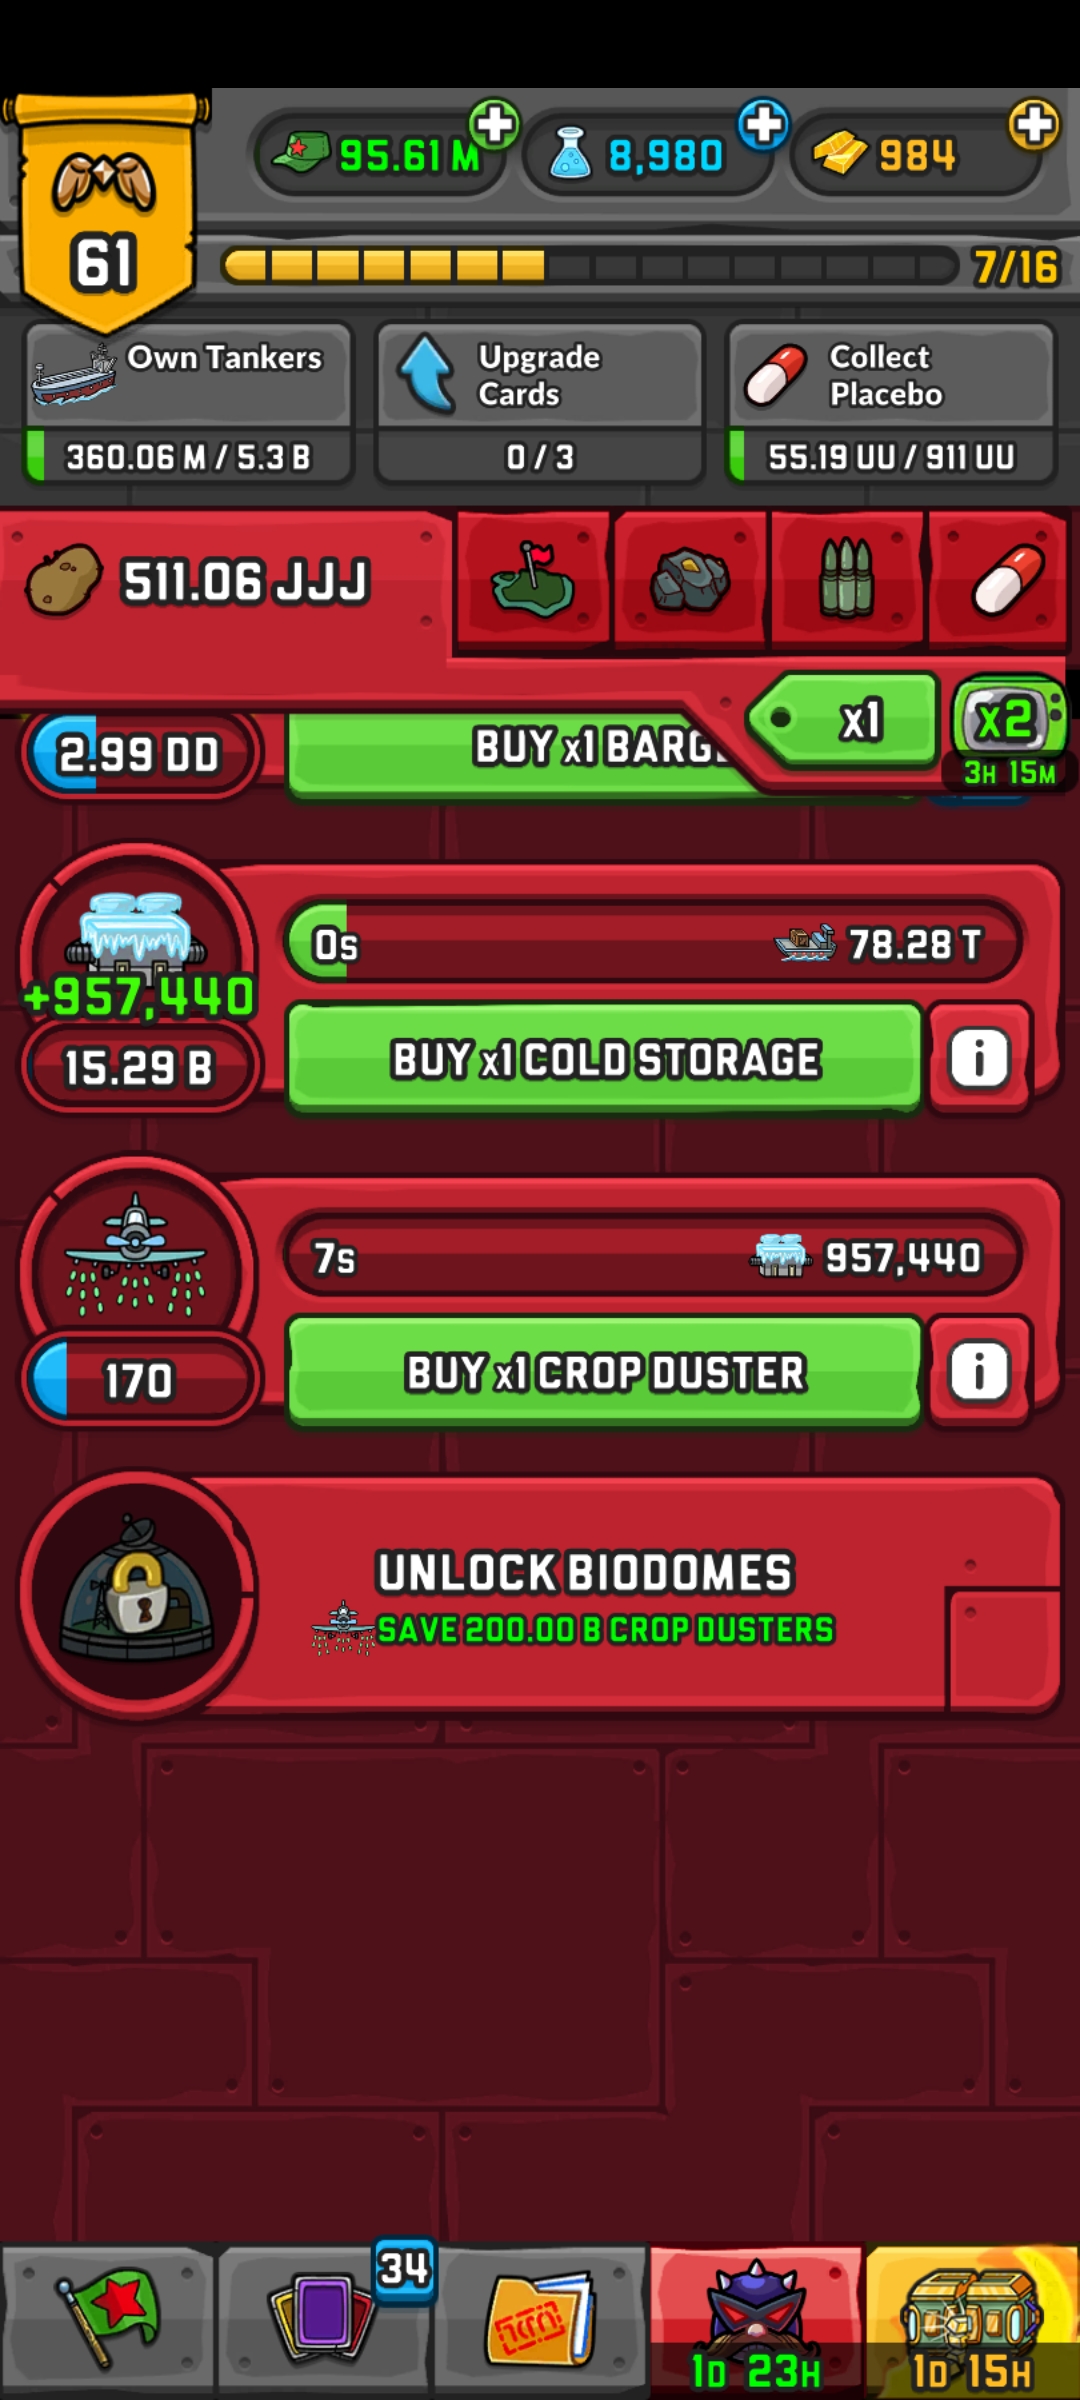 95.61 M
8,980
984
61
7/16
Own Tankers
360.06 M / 5.3 B
Upgrade
Cards
0 / 3
Collect
Placebo
55.19 UU / 911 UU
511.06 JJJ
x1
x2
3H 15M
2.99 DD
BUY x1 BARG
+957,440
15.29 B
0s
78.28 T
BUY x1 COLD STORAGE
i
170
7s
957,440
BUY x1 CROP DUSTER
i
UNLOCK BIODOMES
SAVE 200.00 B CROP DUSTERS
34
1D 23H
1D 15H